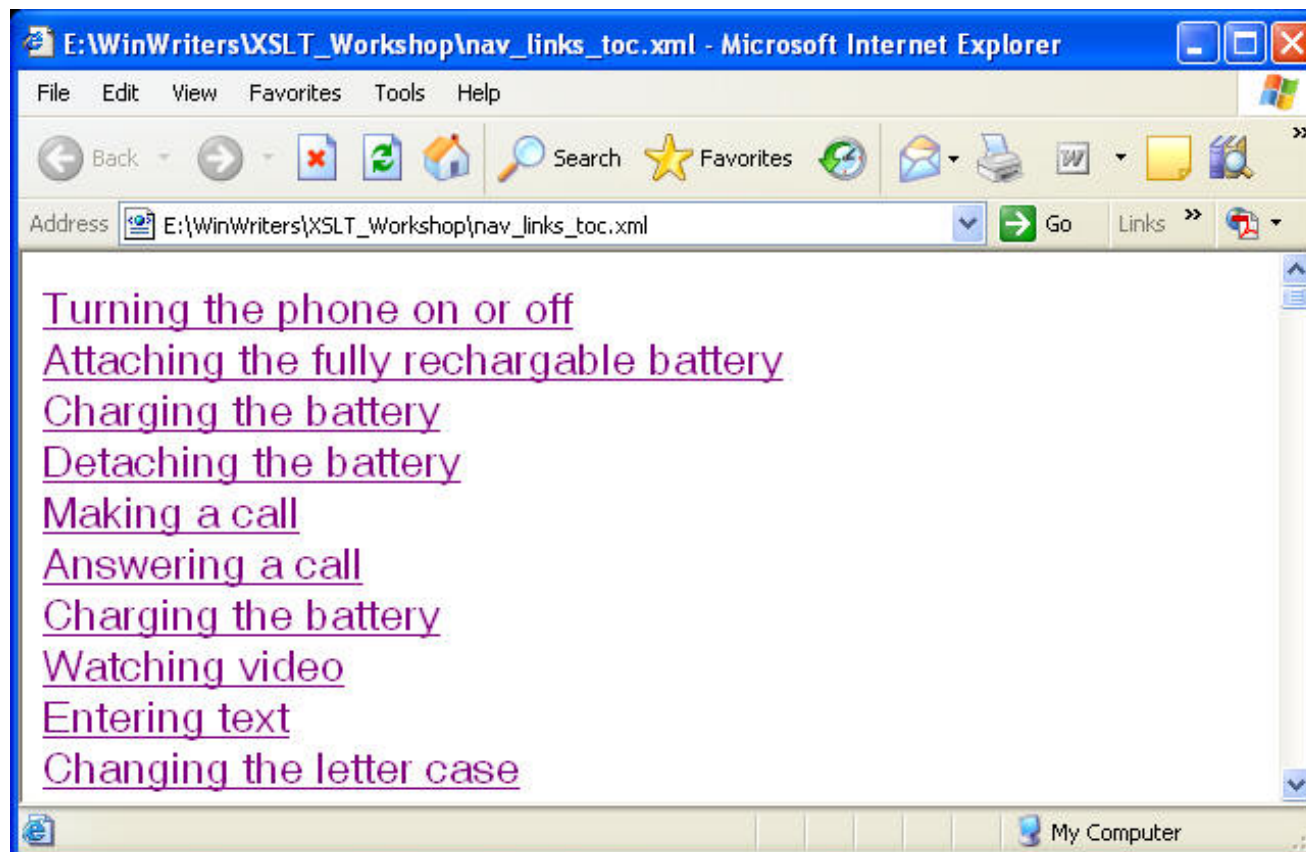 E:\WinWriters\XSLT_Workshop\nav_links_toc.xml - Microsoft Internet Explorer
File Edit View Favorites Tools Help
Back Search Favorites W »
Address E:\WinWriters\XSLT_Workshop\nav_links_toc.xml Go Links »
Turning the phone on or off
Attaching the fully rechargable battery
Charging the battery
Detaching the battery
Making a call
Answering a call
Charging the battery
Watching video
Entering text
Changing the letter case
My Computer